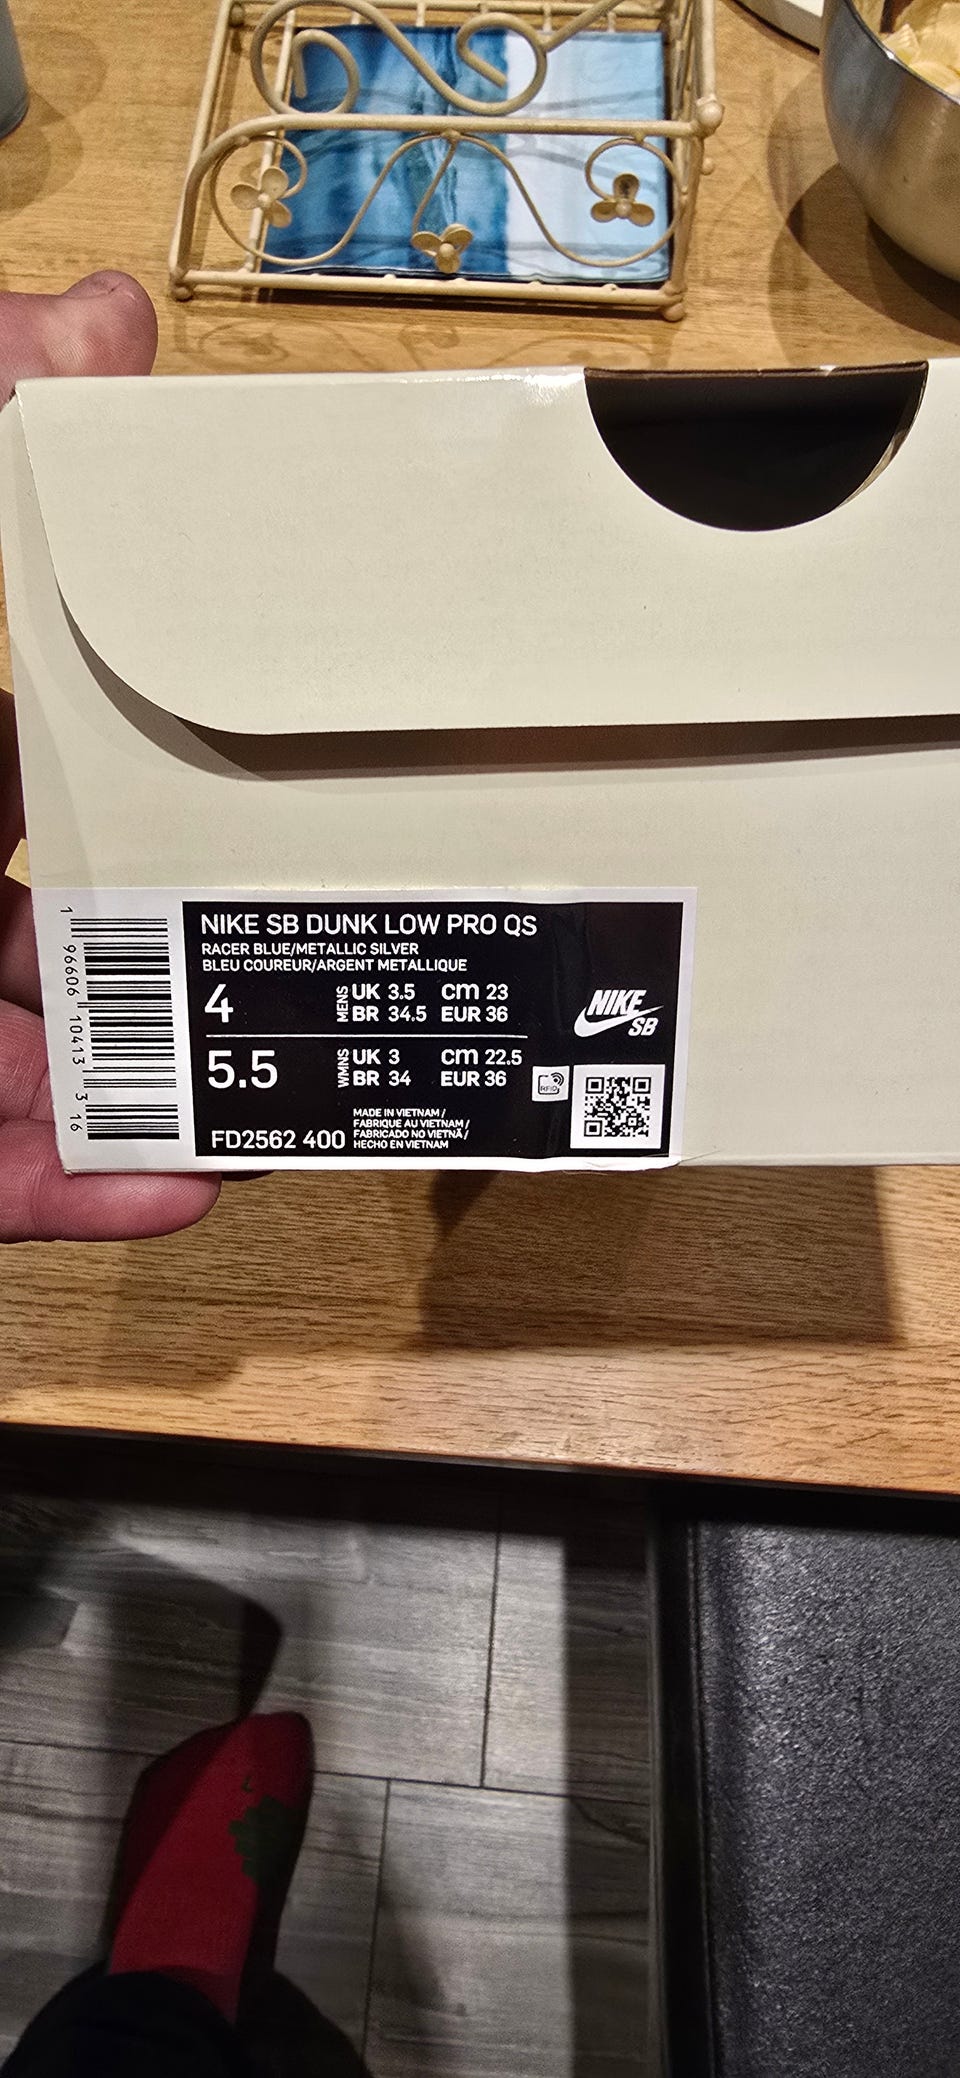 NIKE SB DUNK LOW PRO QS
RACER BLUE/METALLIC SILVER
BLEU COUREUR/ARGENT METALLIQUE
4 MENS UK 3.5 cm 23
BR 34.5 EUR 36
5.5 WMNS UK 3 cm 22.5
BR 34 EUR 36
FD2562 400
MADE IN VIETNAM /
FABRIQUE AU VIETNAM /
FABRICADO NO VIETNÃ /
HECHO EN VIETNAM
NIKE
SB
RFID
1 96606 10413 3 16